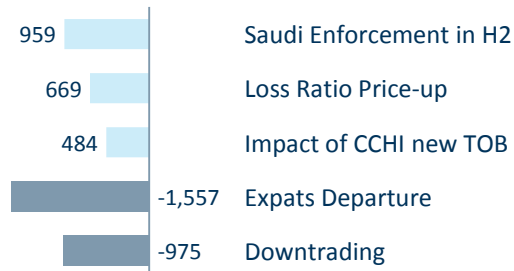 959 Saudi Enforcement in H2
669 Loss Ratio Price-up
484 Impact of CCHI new TOB
-1,557 Expats Departure
-975 Downtrading